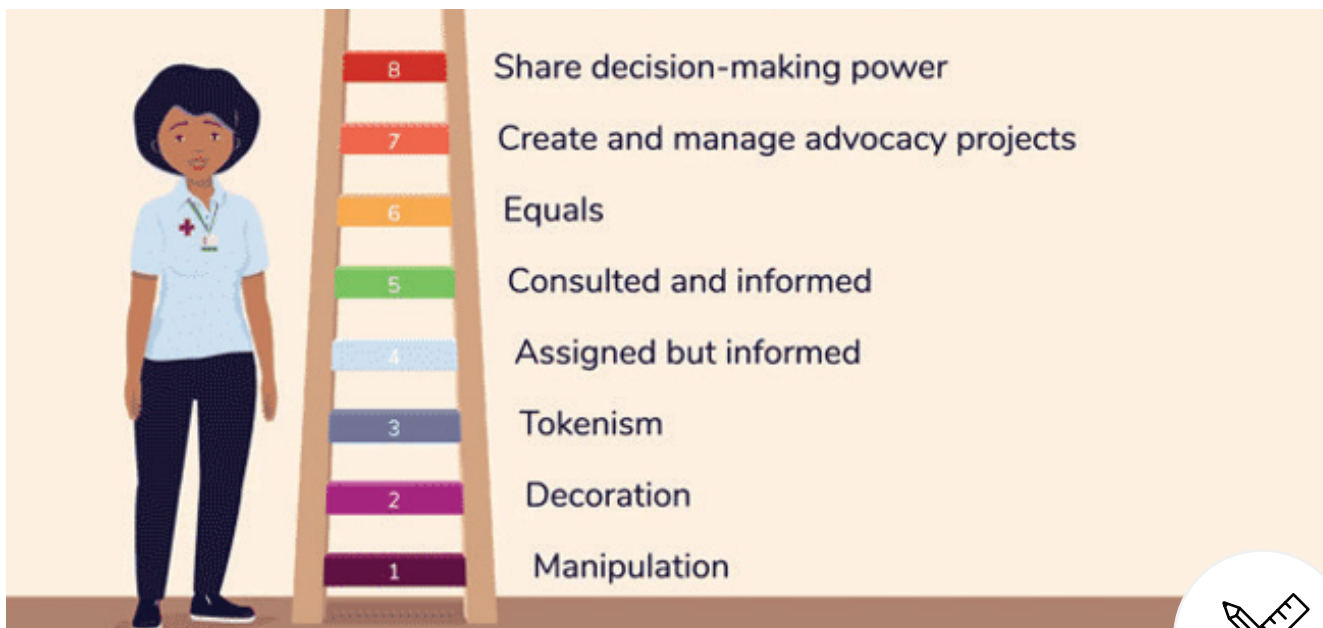 8 Share decision-making power
7 Create and manage advocacy projects
6 Equals
5 Consulted and informed
4 Assigned but informed
3 Tokenism
2 Decoration
1 Manipulation